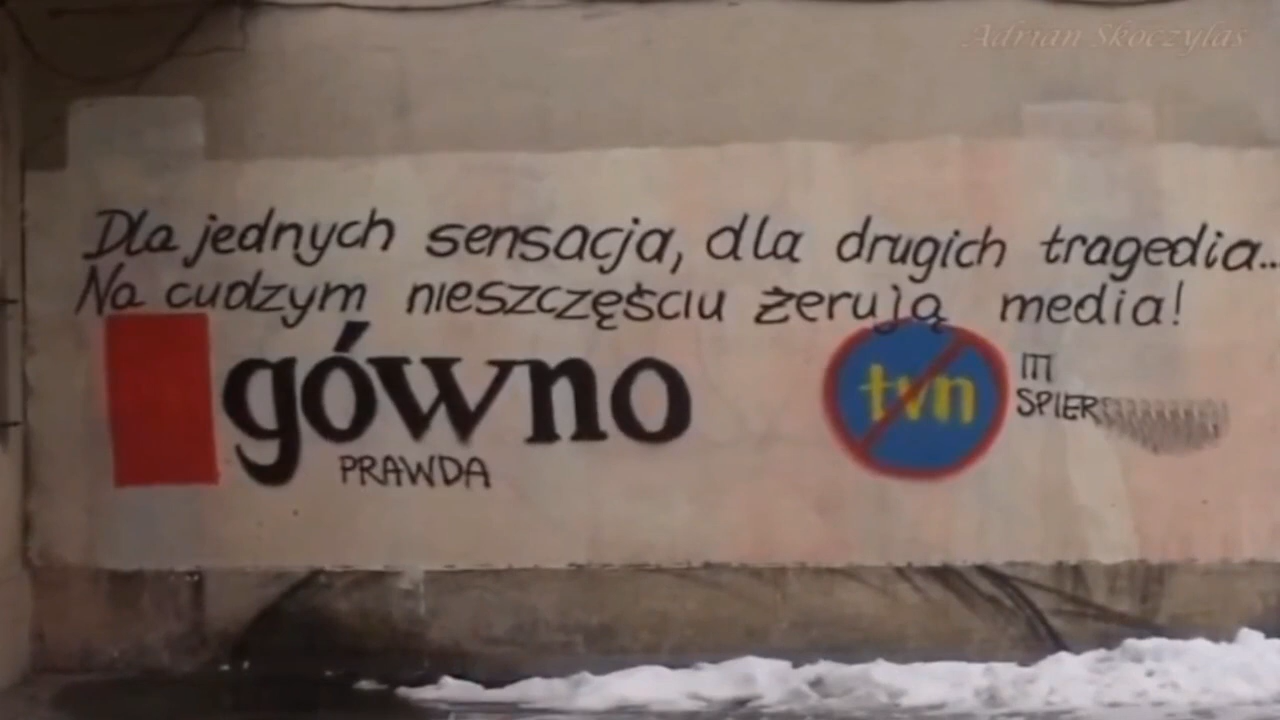 Adrian Skoczylas
Dla jednych sensacja, dla drugich tragedia...
Na cudzym nieszczęściu żerują media!
gówno
PRAWDA
tvn
ITI
SPIER